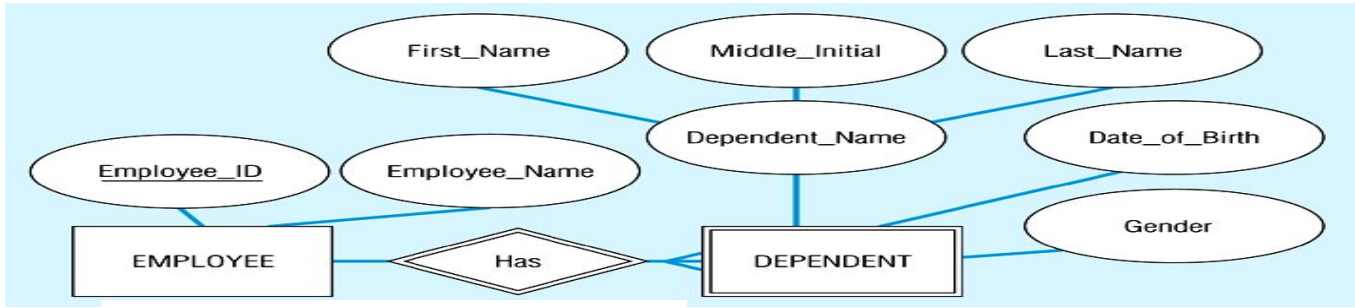 First_Name
Middle_Initial
Last_Name
Dependent_Name
Date_of_Birth
Employee_ID
Employee_Name
Gender
EMPLOYEE
Has
DEPENDENT